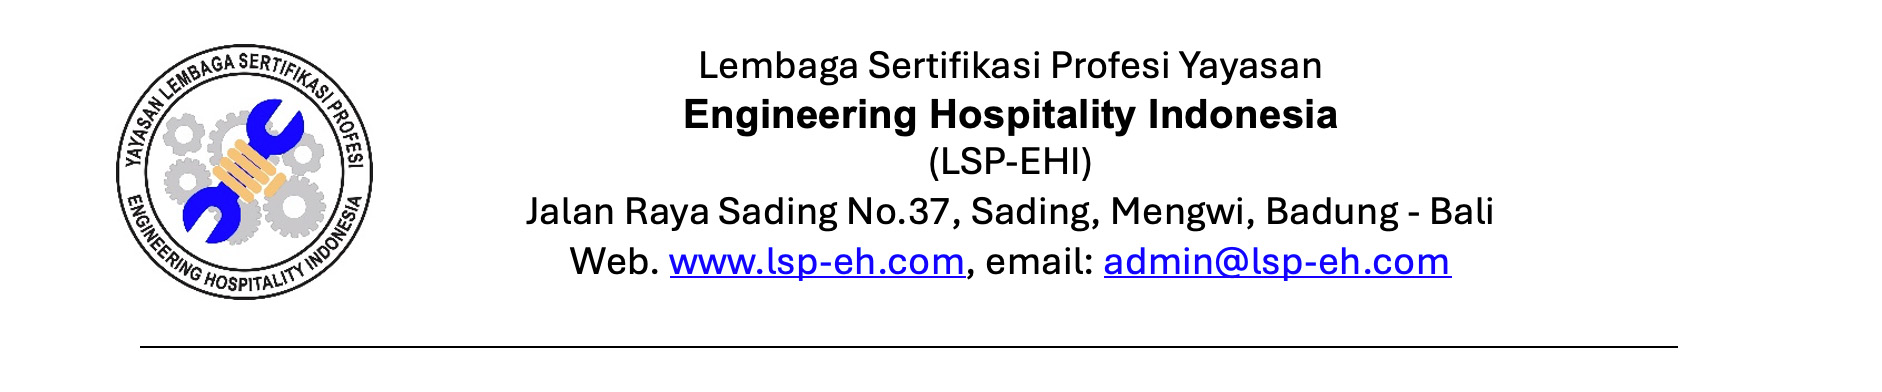 YAYASAN LEMBAGA SERTIFIKASI PROFESI
ENGINEERING HOSPITALITY INDONESIA
Lembaga Sertifikasi Profesi Yayasan
Engineering Hospitality Indonesia
(LSP-EHI)
Jalan Raya Sading No.37, Sading, Mengwi, Badung - Bali
Web. www.lsp-eh.com, email: admin@lsp-eh.com